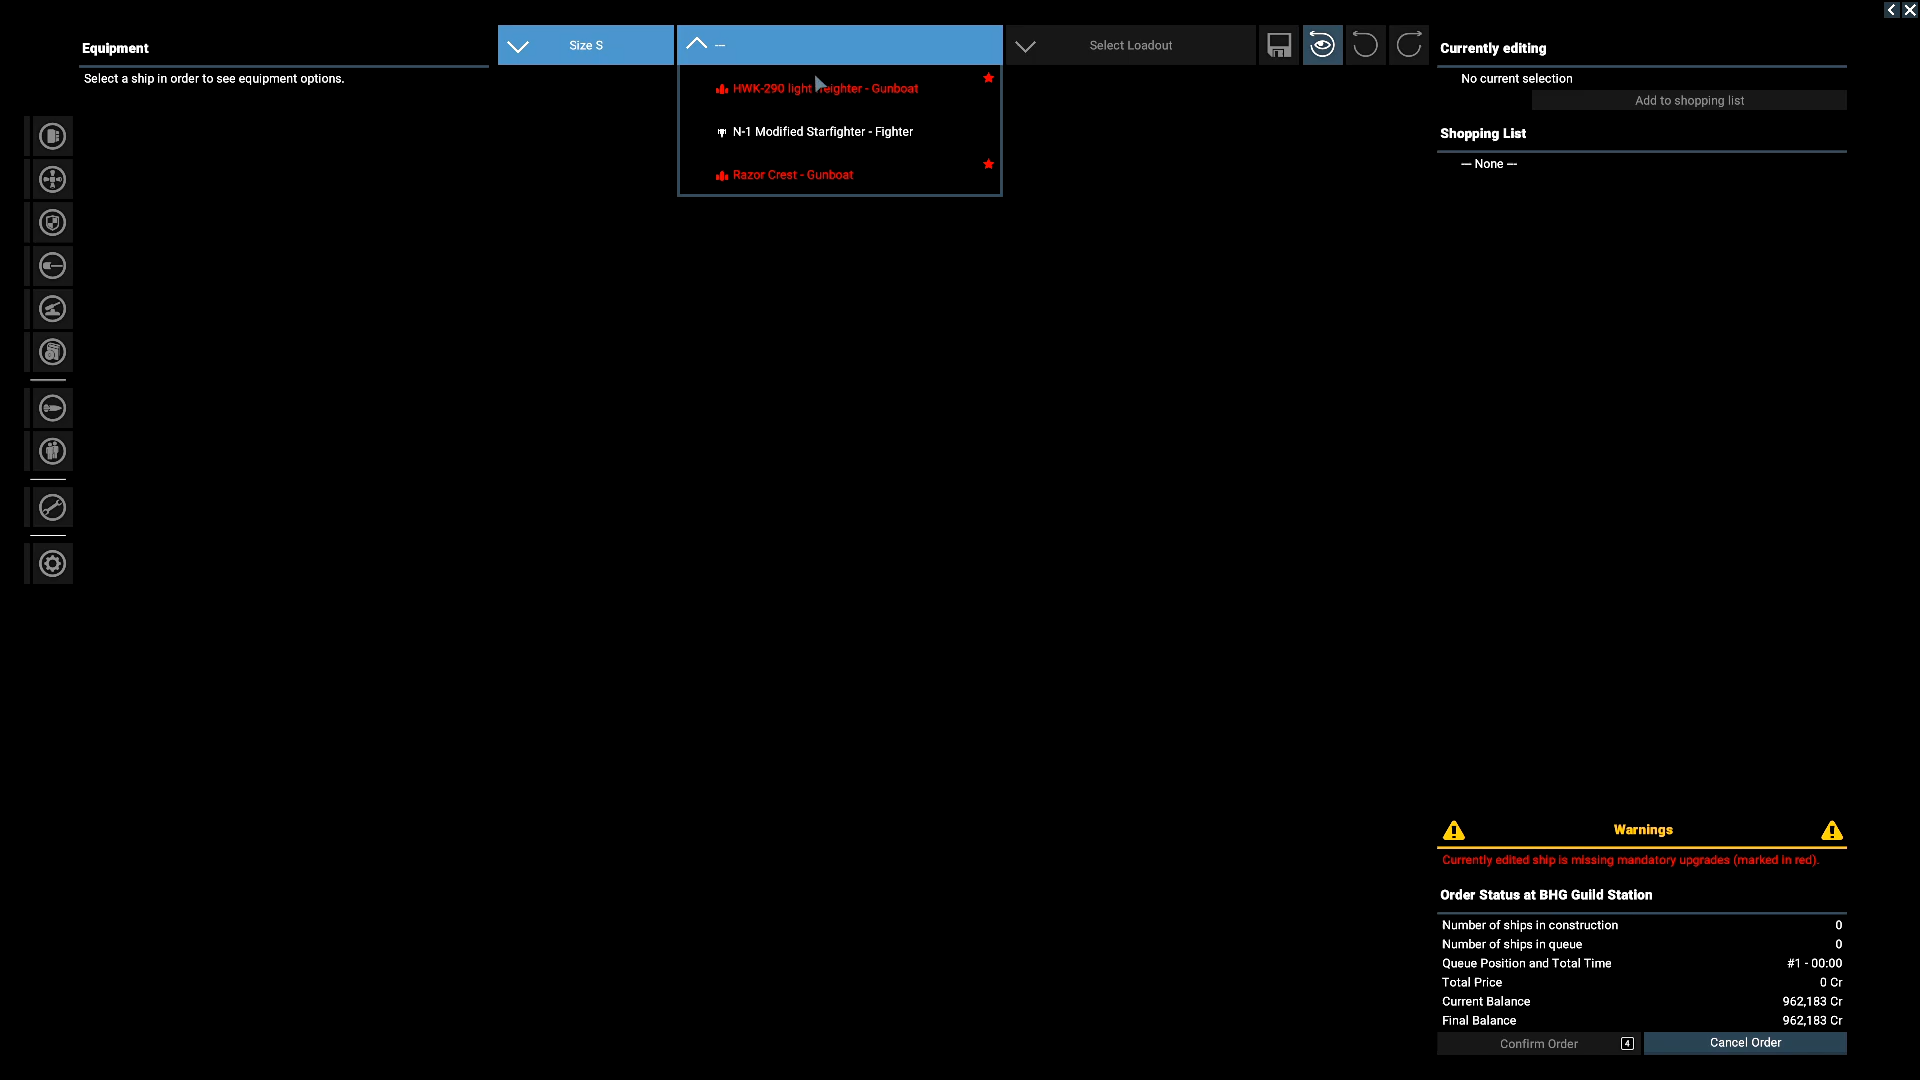 Equipment
Select a ship in order to see equipment options.
Size S
---
HWK-290 light freighter - Gunboat
N-1 Modified Starfighter - Fighter
Razor Crest - Gunboat
Select Loadout
Currently editing
No current selection
Add to shopping list
Shopping List
--- None ---
Warnings
Currently edited ship is missing mandatory upgrades (marked in red).
Order Status at BHG Guild Station
Number of ships in construction 0
Number of ships in queue 0
Queue Position and Total Time #1 - 00:00
Total Price 0 Cr
Current Balance 962,183 Cr
Final Balance 962,183 Cr
Confirm Order 4
Cancel Order